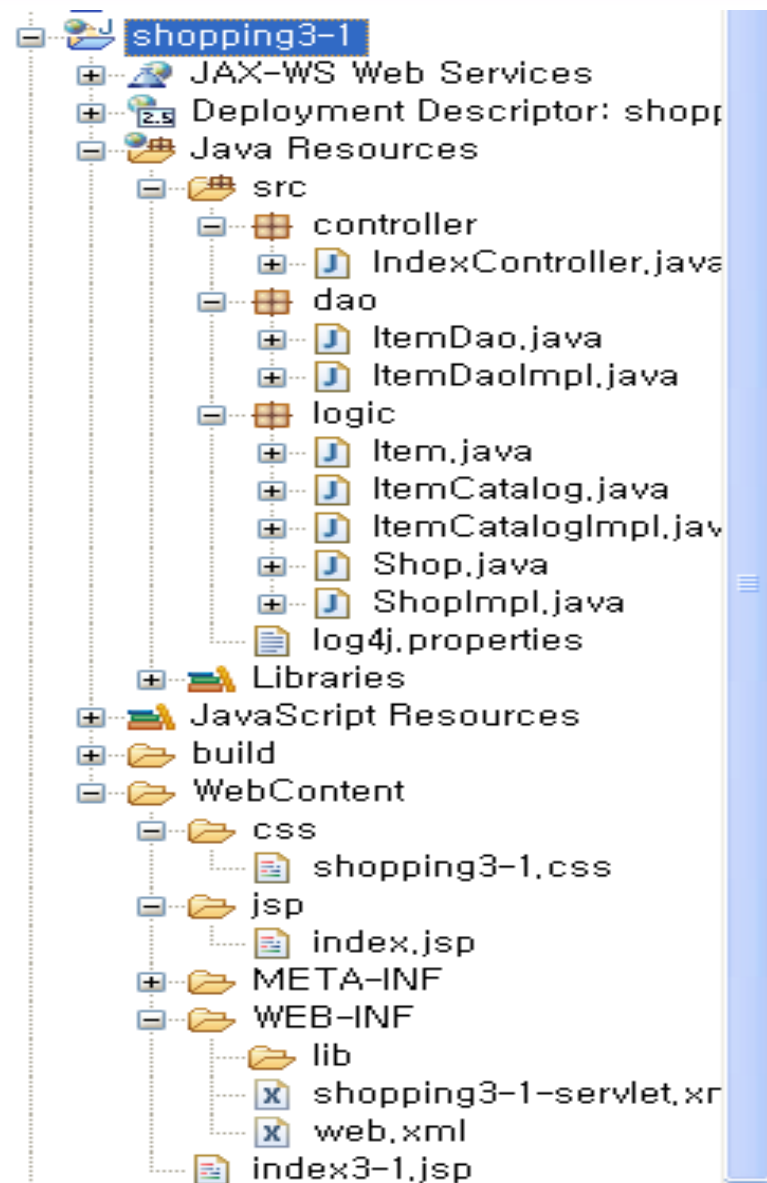 shopping3-1
JAX-WS Web Services
2.5 Deployment Descriptor: shopp
Java Resources
src
controller
J IndexController.java
dao
J ItemDao.java
J ItemDaoImpl.java
logic
J Item.java
J ItemCatalog.java
J ItemCatalogImpl.jav
J Shop.java
J ShopImpl.java
log4j.properties
Libraries
JavaScript Resources
build
WebContent
css
shopping3-1.css
jsp
index.jsp
META-INF
WEB-INF
lib
x shopping3-1-servlet.xm
x web.xml
index3-1.jsp